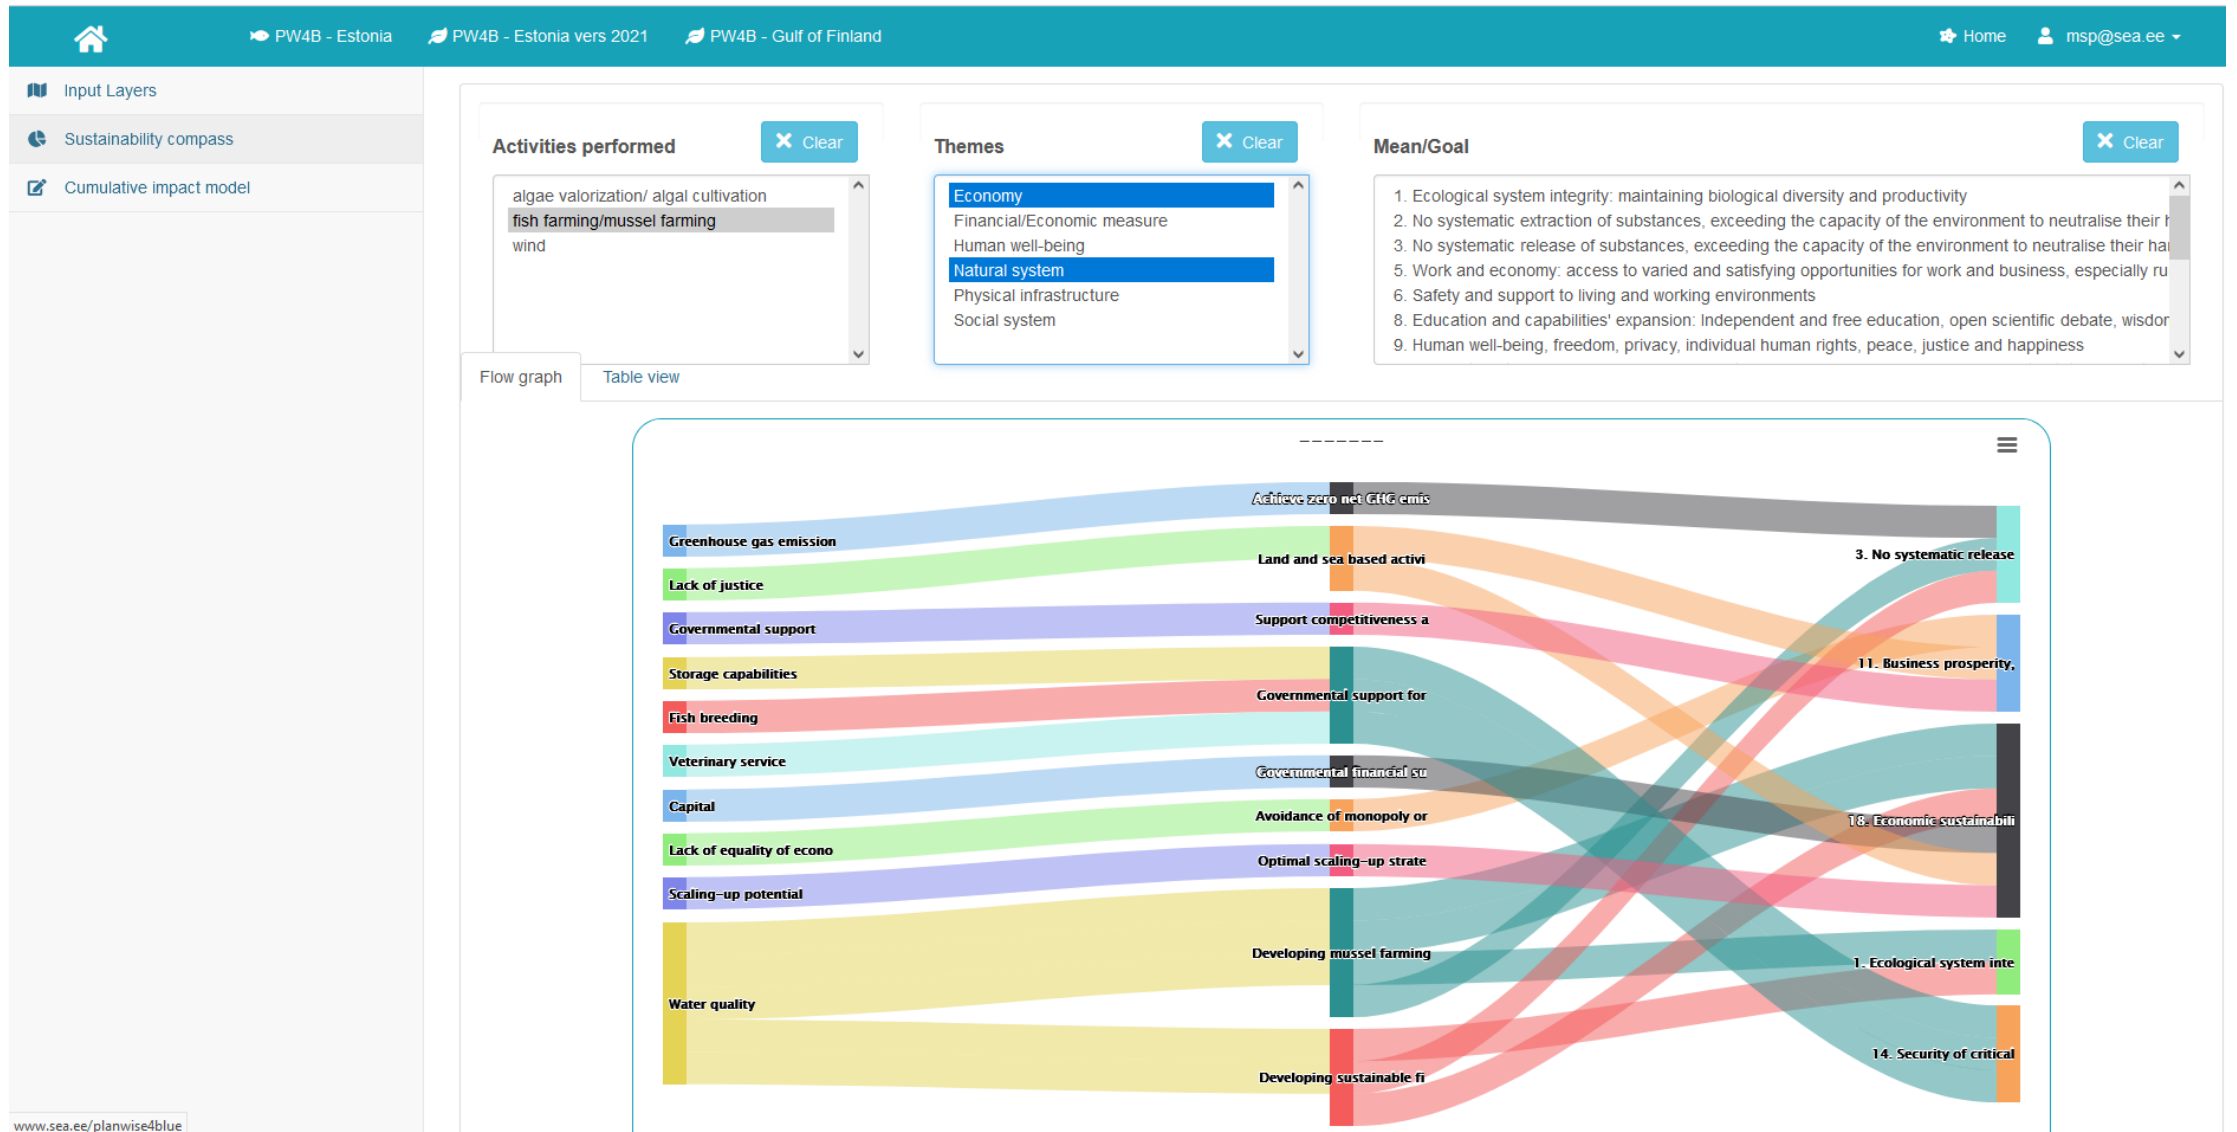 PW4B - Estonia
PW4B - Estonia vers 2021
PW4B - Gulf of Finland
Home
msp@sea.ee
Input Layers
Sustainability compass
Cumulative impact model
Activities performed
Clear
algae valorization/ algal cultivation
fish farming/mussel farming
wind
Themes
Clear
Economy
Financial/Economic measure
Human well-being
Natural system
Physical infrastructure
Social system
Mean/Goal
Clear
1. Ecological system integrity: maintaining biological diversity and productivity
2. No systematic extraction of substances, exceeding the capacity of the environment to neutralise their h
3. No systematic release of substances, exceeding the capacity of the environment to neutralise their hai
5. Work and economy: access to varied and satisfying opportunities for work and business, especially ru
6. Safety and support to living and working environments
8. Education and capabilities' expansion: Independent and free education, open scientific debate, wisdor
9. Human well-being, freedom, privacy, individual human rights, peace, justice and happiness
Flow graph
Table view
-------
Greenhouse gas emission
Lack of justice
Governmental support
Storage capabilities
Fish breeding
Veterinary service
Capital
Lack of equality of econo
Scaling-up potential
Water quality
Achieve zero net GHG emis
Land and sea based activi
Support competitiveness a
Governmental support for
Governmental financial su
Avoidance of monopoly or
Optimal scaling-up strate
Developing mussel farming
Developing sustainable fi
3. No systematic release
11. Business prosperity,
18. Economic sustainabili
1. Ecological system inte
14. Security of critical
www.sea.ee/planwise4blue